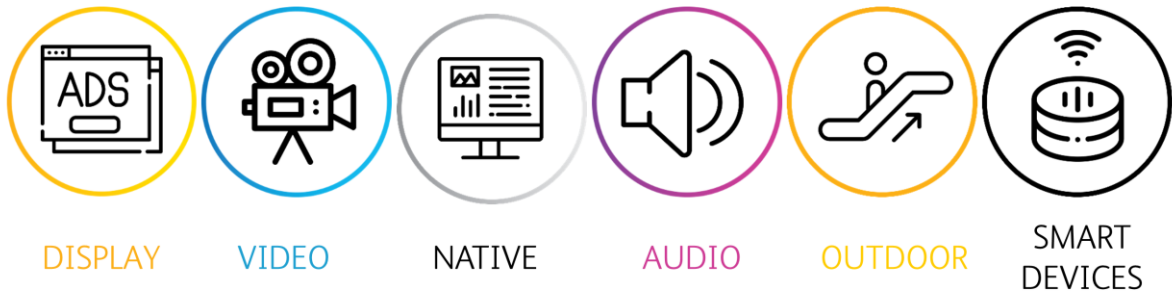 ADS
DISPLAY
VIDEO
NATIVE
AUDIO
OUTDOOR
SMART
DEVICES